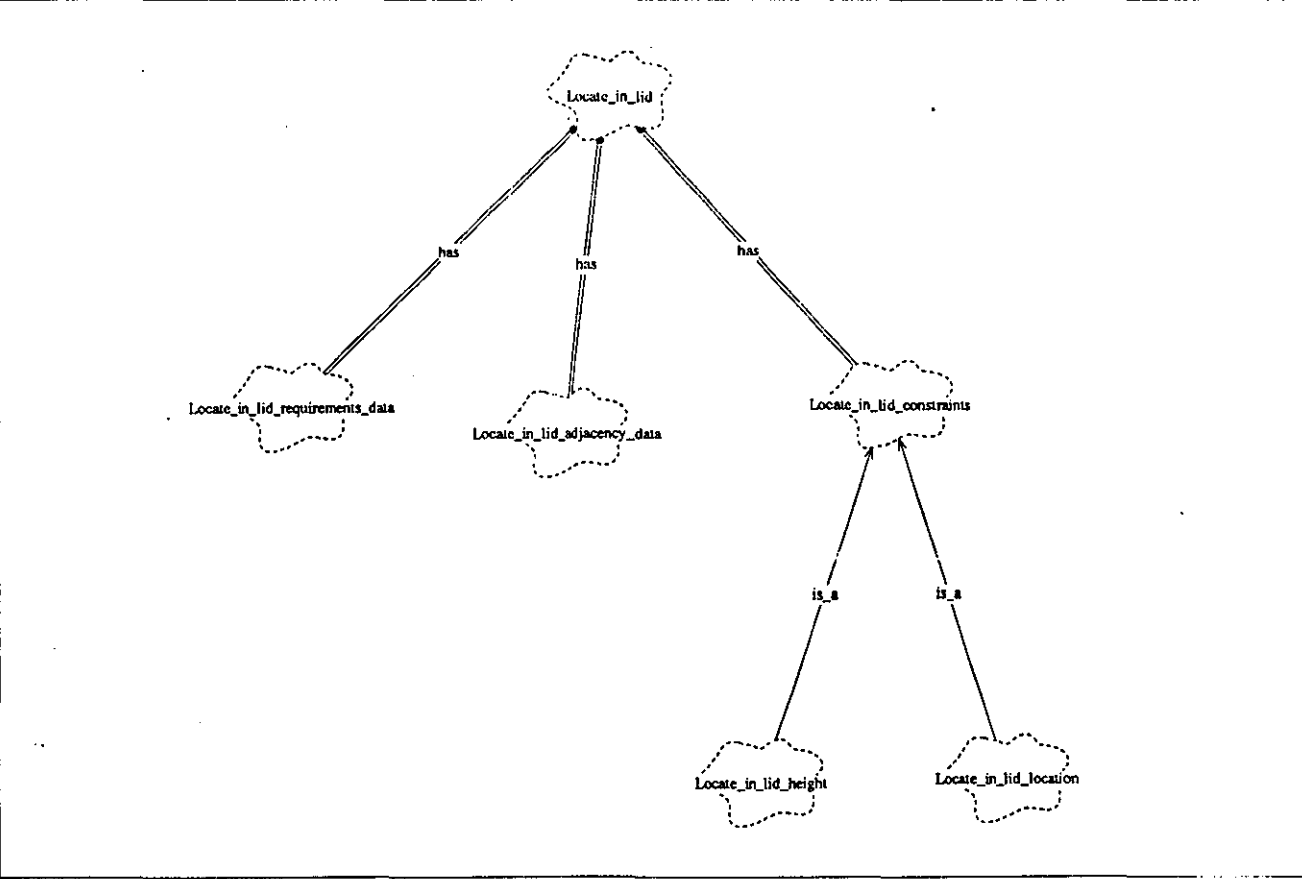 Locate_in_lid
has
has
has
Locate_in_lid_requirements_data
Locate_in_lid_adjacency_data
Locate_in_lid_constraints
is_a
is_a
Locate_in_lid_height
Locate_in_lid_location